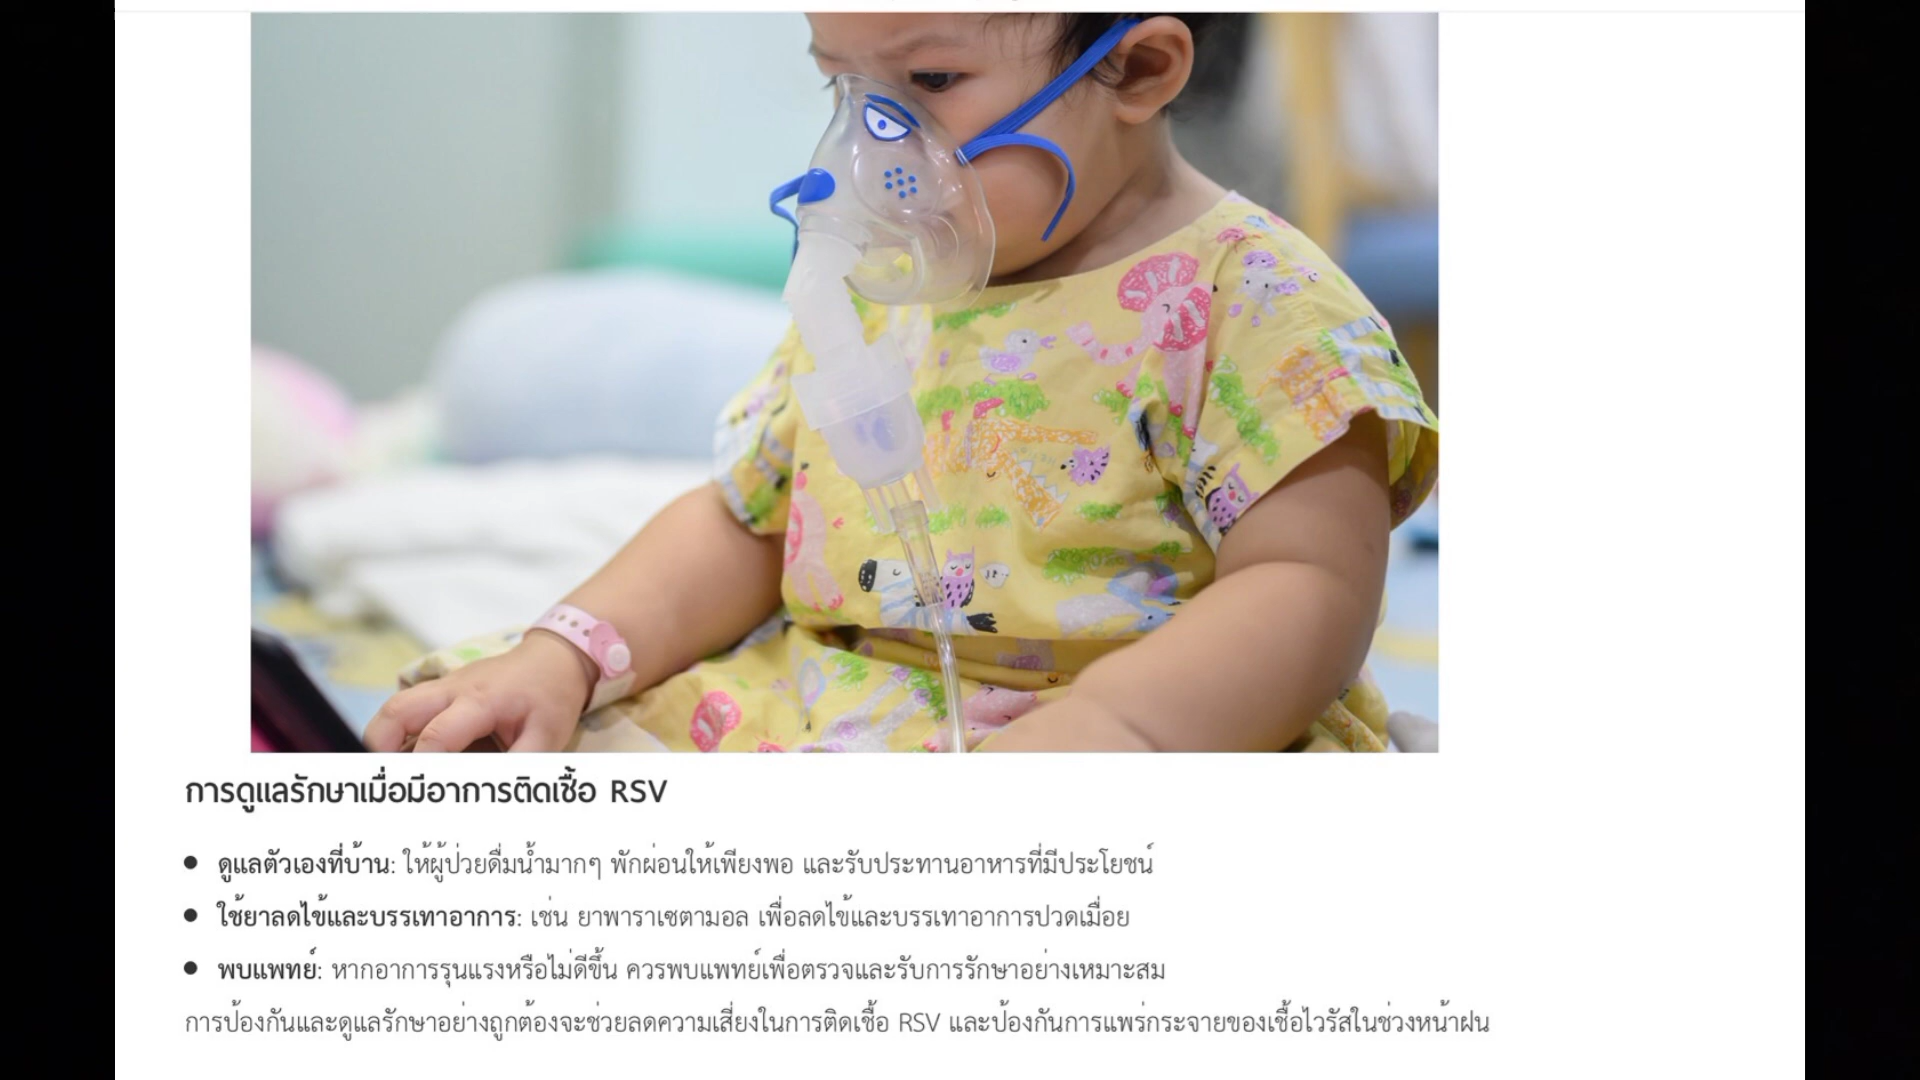 การดูแลรักษาเมื่อมีอาการติดเชื้อ RSV
● ดูแลตัวเองที่บ้าน: ให้ผู้ป่วยดื่มน้ำมากๆ พักผ่อนให้เพียงพอ และรับประทานอาหารที่มีประโยชน์
● ใช้ยาลดไข้และบรรเทาอาการ: เช่น ยาพาราเซตามอล เพื่อลดไข้และบรรเทาอาการปวดเมื่อย
● พบแพทย์: หากอาการรุนแรงหรือไม่ดีขึ้น ควรพบแพทย์เพื่อตรวจและรับการรักษาอย่างเหมาะสม
การป้องกันและดูแลรักษาอย่างถูกต้องจะช่วยลดความเสี่ยงในการติดเชื้อ RSV และป้องกันการแพร่กระจายของเชื้อไวรัสในช่วงหน้าฝน